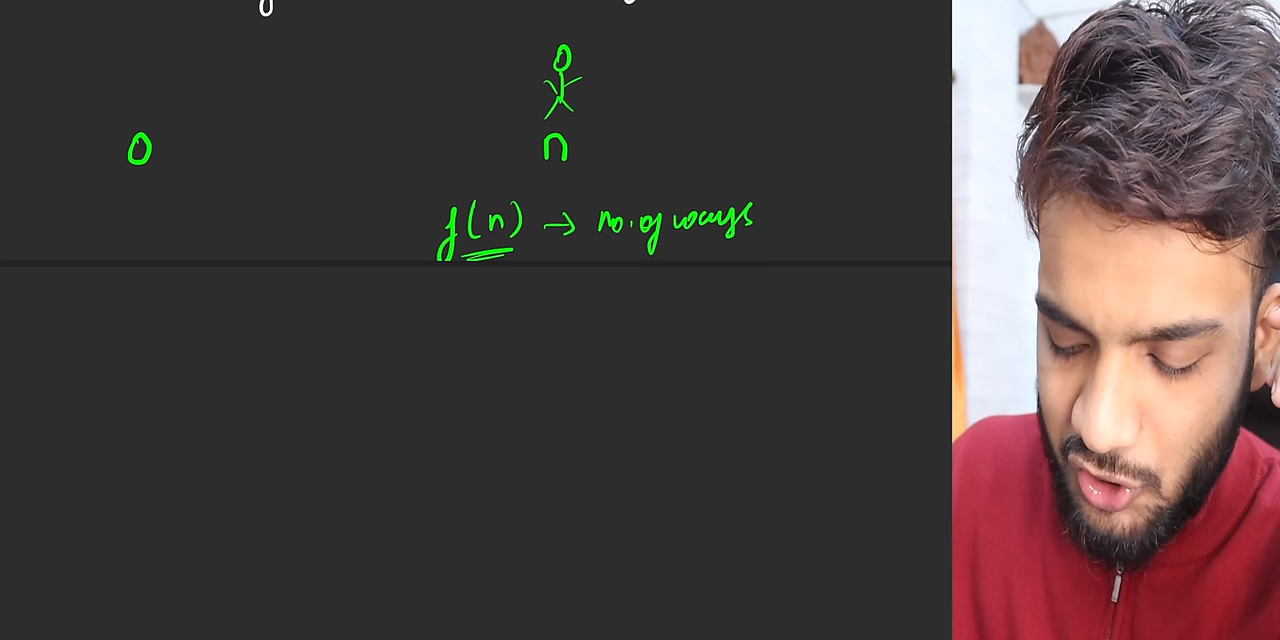 0
n
f(n) → no. of ways